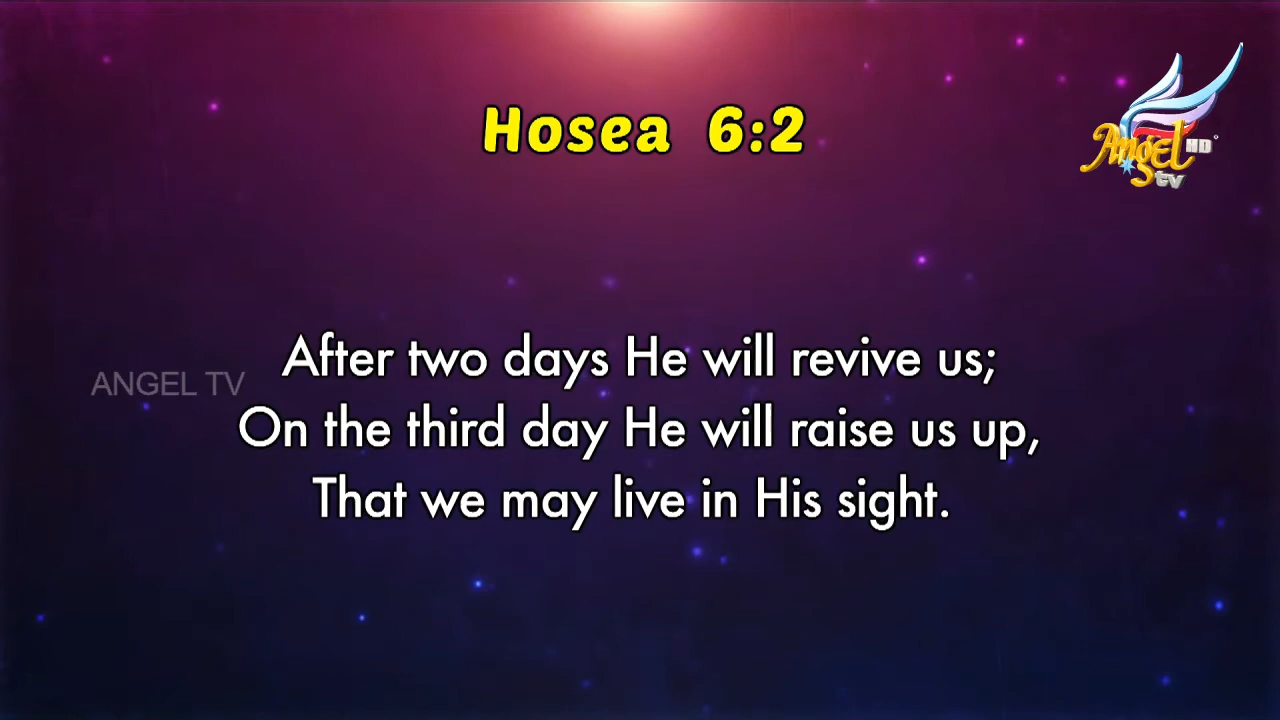 Hosea 6:2
Angel HD
tv
ANGEL TV
After two days He will revive us;
On the third day He will raise us up,
That we may live in His sight.